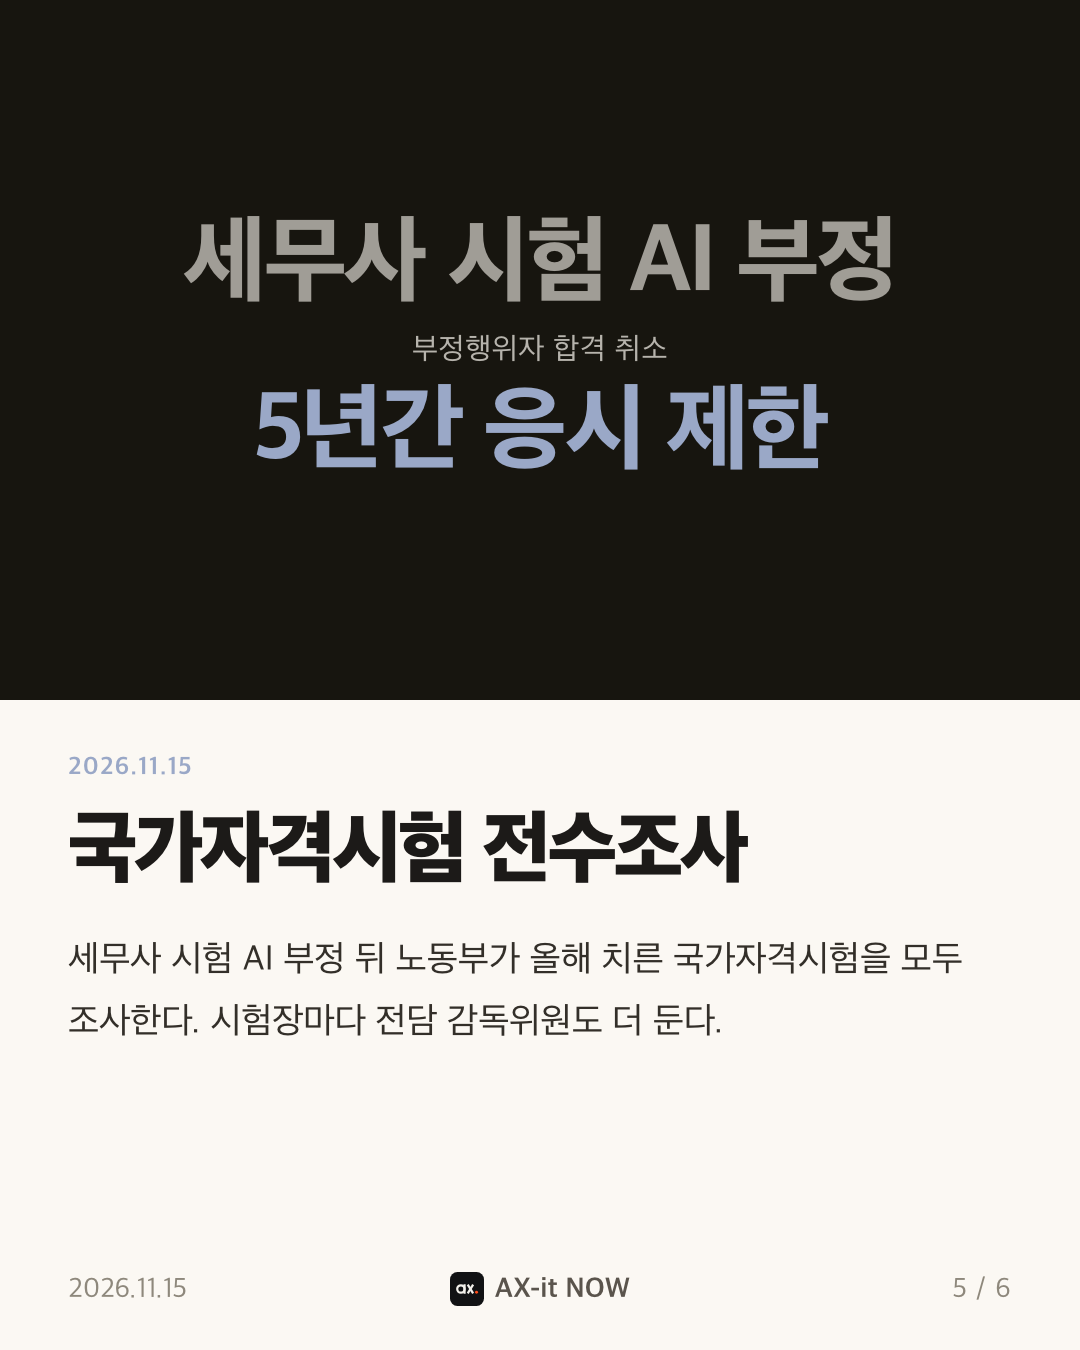 세무사 시험 AI 부정
부정행위자 합격 취소
5년간 응시 제한
2026.11.15
국가자격시험 전수조사
세무사 시험 AI 부정 뒤 노동부가 올해 치른 국가자격시험을 모두
조사한다. 시험장마다 전담 감독위원도 더 둔다.
2026.11.15
ax.
AX-it NOW
5 / 6